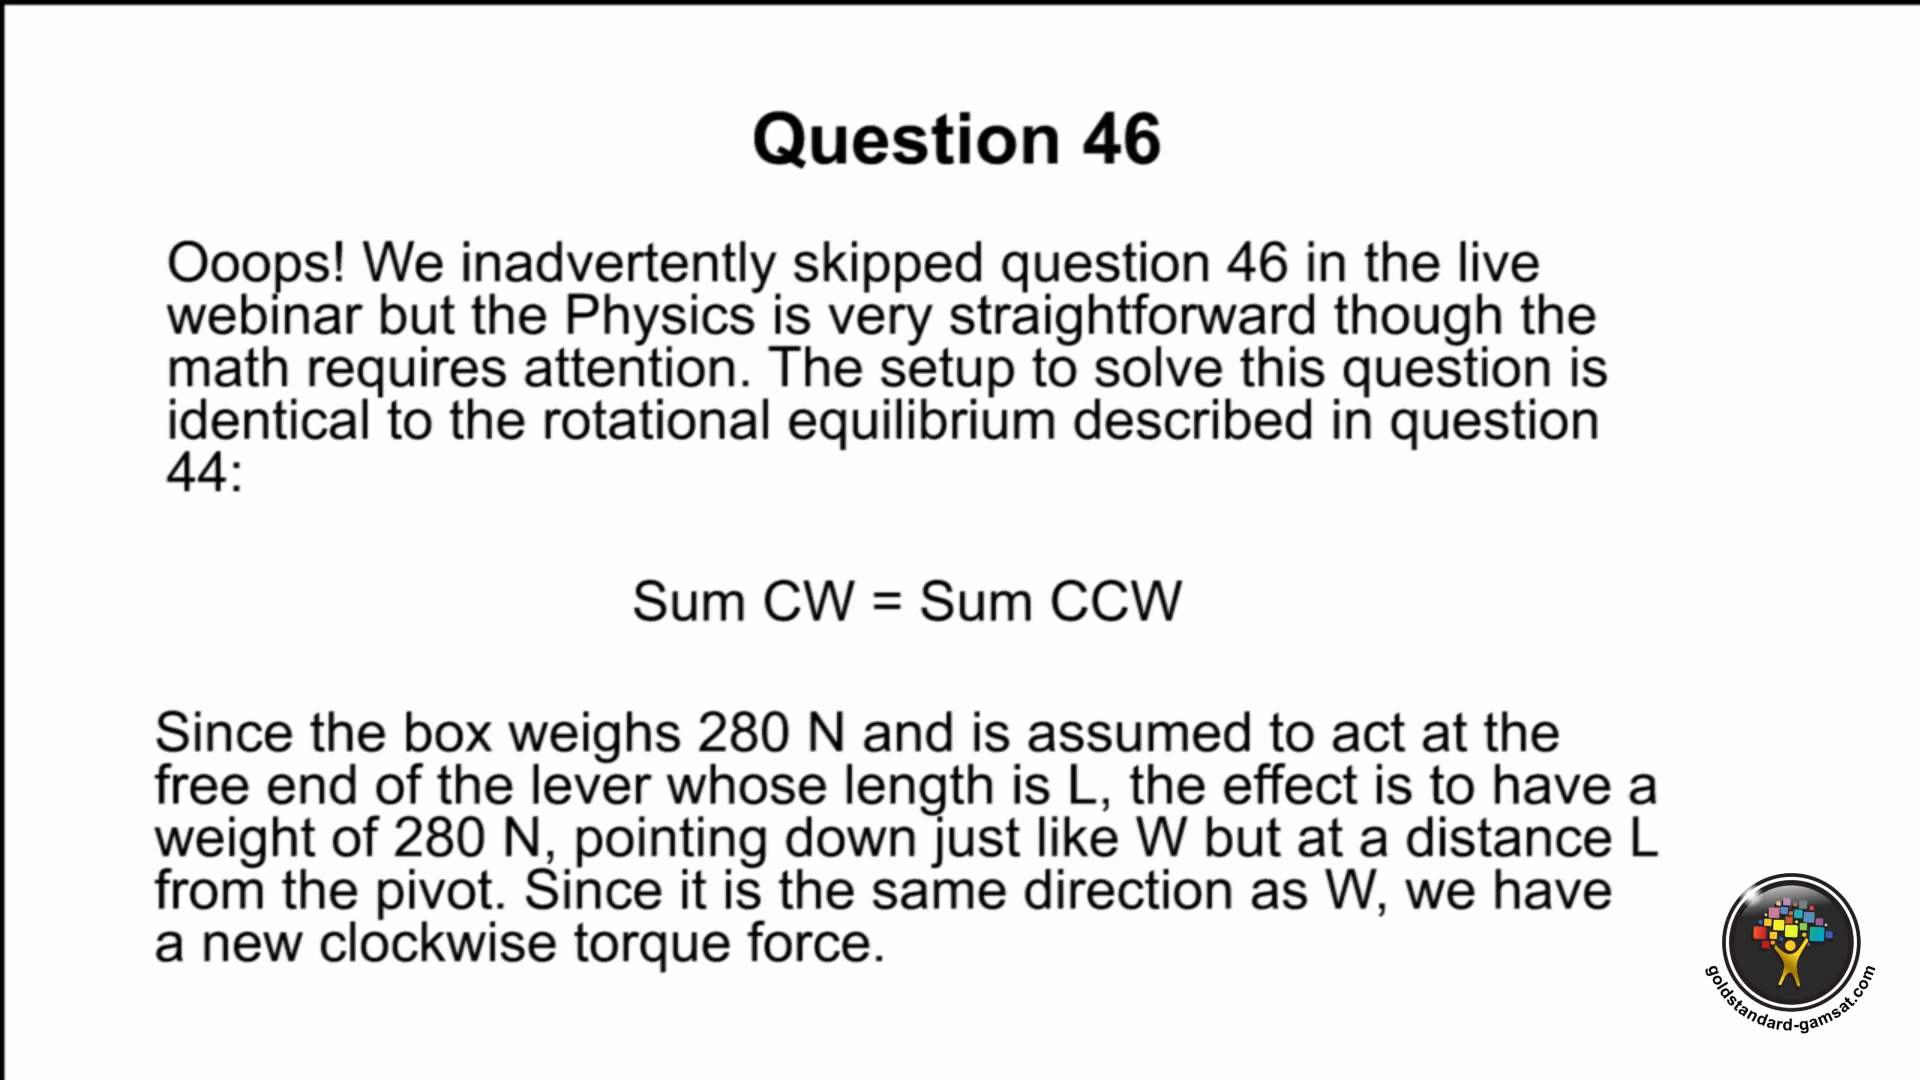 Question 46
Ooops! We inadvertently skipped question 46 in the live
webinar but the Physics is very straightforward though the
math requires attention. The setup to solve this question is
identical to the rotational equilibrium described in question
44:
Sum CW = Sum CCW
Since the box weighs 280 N and is assumed to act at the
free end of the lever whose length is L, the effect is to have a
weight of 280 N, pointing down just like W but at a distance L
from the pivot. Since it is the same direction as W, we have
a new clockwise torque force.
goldstandard-gamsat.com